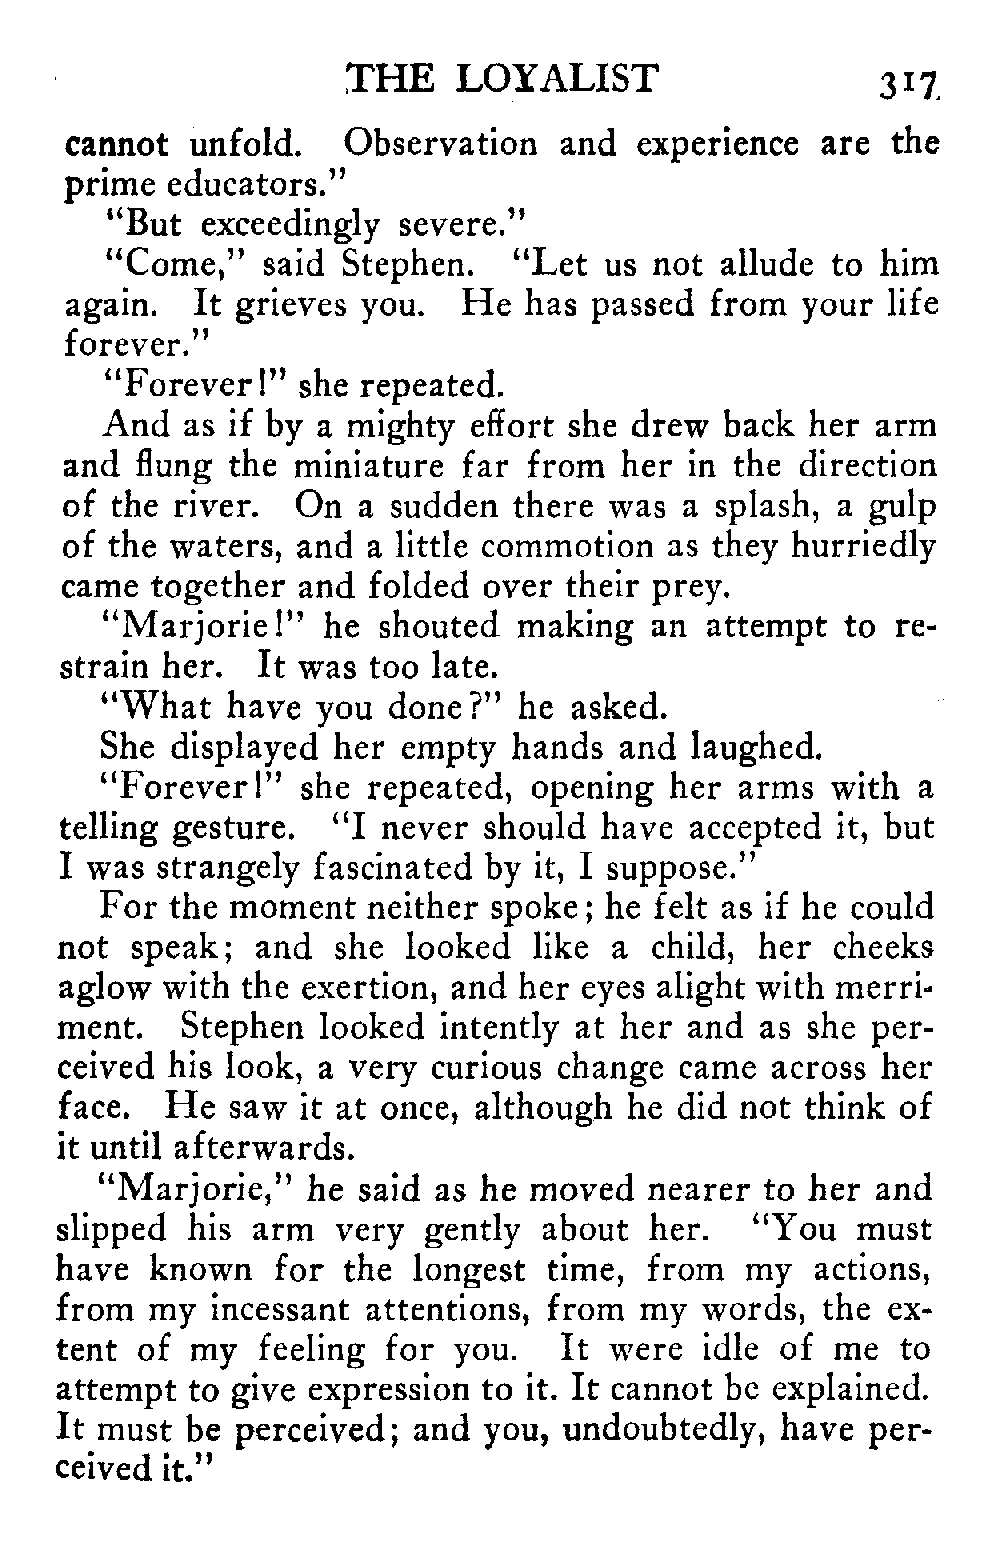 THE LOYALIST 317
cannot unfold. Observation and experience are the
prime educators."
"But exceedingly severe."
"Come," said Stephen. "Let us not allude to him
again. It grieves you. He has passed from your life
forever."
"Forever!" she repeated.
And as if by a mighty effort she drew back her arm
and flung the miniature far from her in the direction
of the river. On a sudden there was a splash, a gulp
of the waters, and a little commotion as they hurriedly
came together and folded over their prey.
"Marjorie!" he shouted making an attempt to re-
strain her. It was too late.
"What have you done?" he asked.
She displayed her empty hands and laughed.
"Forever!" she repeated, opening her arms with a
telling gesture. "I never should have accepted it, but
I was strangely fascinated by it, I suppose."
For the moment neither spoke; he felt as if he could
not speak; and she looked like a child, her cheeks
aglow with the exertion, and her eyes alight with merri-
ment. Stephen looked intently at her and as she per-
ceived his look, a very curious change came across her
face. He saw it at once, although he did not think of
it until afterwards.
"Marjorie," he said as he moved nearer to her and
slipped his arm very gently about her. "You must
have known for the longest time, from my actions,
from my incessant attentions, from my words, the ex-
tent of my feeling for you. It were idle of me to
attempt to give expression to it. It cannot be explained.
It must be perceived; and you, undoubtedly, have per-
ceived it."